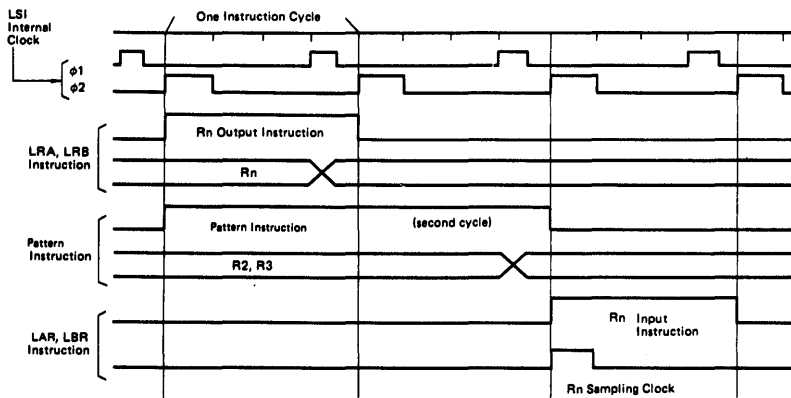 LSI
Internal
Clock
One Instruction Cycle
ϕ1
ϕ2
LRA, LRB
Instruction
Rn Output Instruction
Rn
Pattern
Instruction
Pattern Instruction
(second cycle)
R2, R3
LAR, LBR
Instruction
Rn Input
Instruction
Rn Sampling Clock